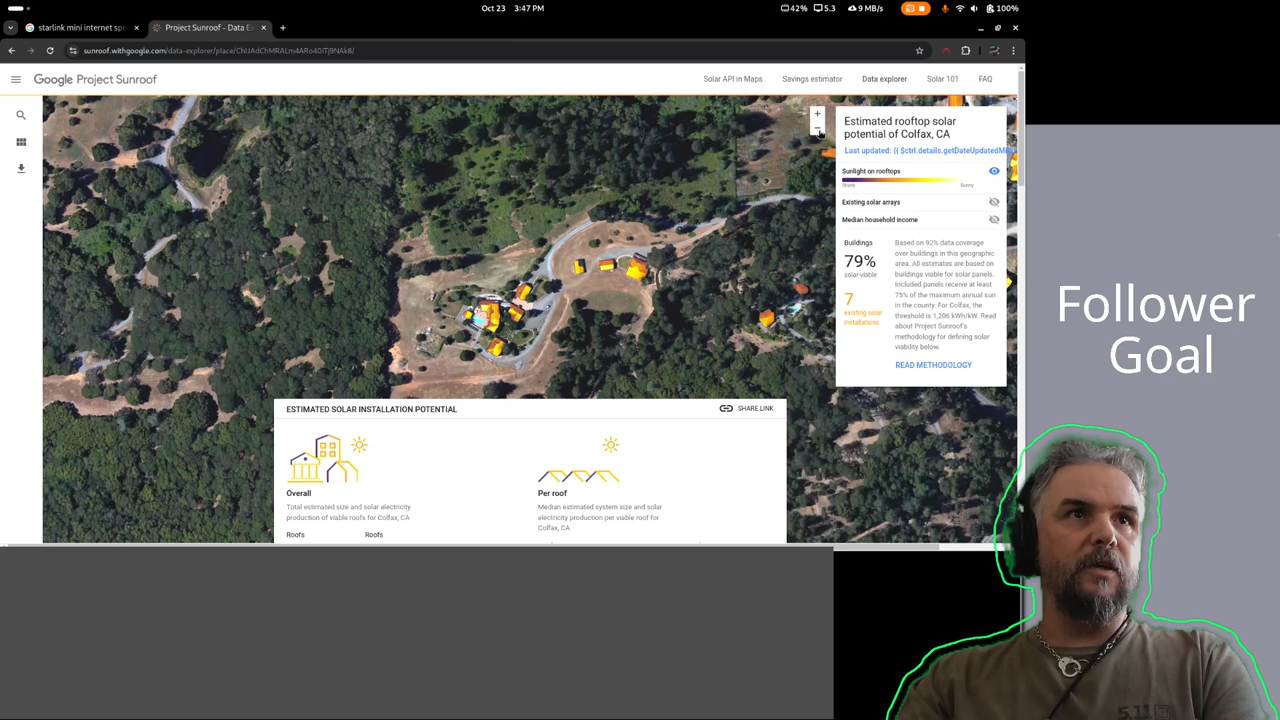 Oct 23 3:47 PM
42% 5.3 9 MB/s 100%
starlink mini internet spe
Project Sunroof - Data E
sunroof.withgoogle.com/data-explorer/place/ChIJAdChMRALm4ARo40ITjf9NAk8/
Google Project Sunroof
Solar API in Maps Savings estimator Data explorer Solar 101 FAQ
Estimated rooftop solar
potential of Colfax, CA
Last updated: {{ $ctrl.details.getDateUpdatedM
Sunlight on rooftops
Shady Sunny
Existing solar arrays
Median household income
Buildings
79%
solar-viable
7
existing solar
installations
Based on 92% data coverage
over buildings in this geographic
area. All estimates are based on
buildings viable for solar panels.
Included panels receive at least
75% of the maximum annual sun
in the county. For Colfax, the
threshold is 1,206 kWh/kW. Read
about Project Sunroof's
methodology for defining solar
viability below.
READ METHODOLOGY
ESTIMATED SOLAR INSTALLATION POTENTIAL
SHARE LINK
Overall
Total estimated size and solar electricity
production of viable roofs for Colfax, CA
Roofs Roofs
Per roof
Median estimated system size and solar
electricity production per viable roof for
Colfax, CA
Follower
Goal
5.11